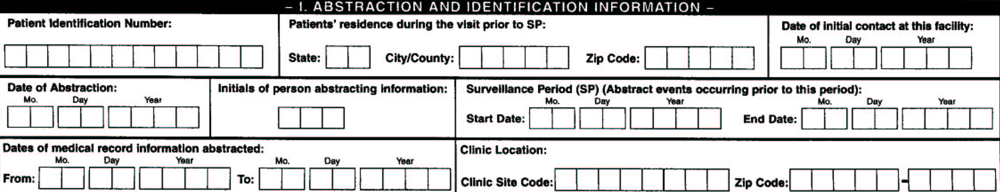 – I. ABSTRACTION AND IDENTIFICATION INFORMATION –
Patient Identification Number:
Patients' residence during the visit prior to SP:
State:
City/County:
Zip Code:
Date of initial contact at this facility:
Mo. Day Year
Date of Abstraction:
Mo. Day Year
Initials of person abstracting information:
Surveillance Period (SP) (Abstract events occurring prior to this period):
Mo. Day Year Mo. Day Year
Start Date: End Date:
Dates of medical record information abstracted:
Mo. Day Year Mo. Day Year
From: To:
Clinic Location:
Clinic Site Code: Zip Code: -